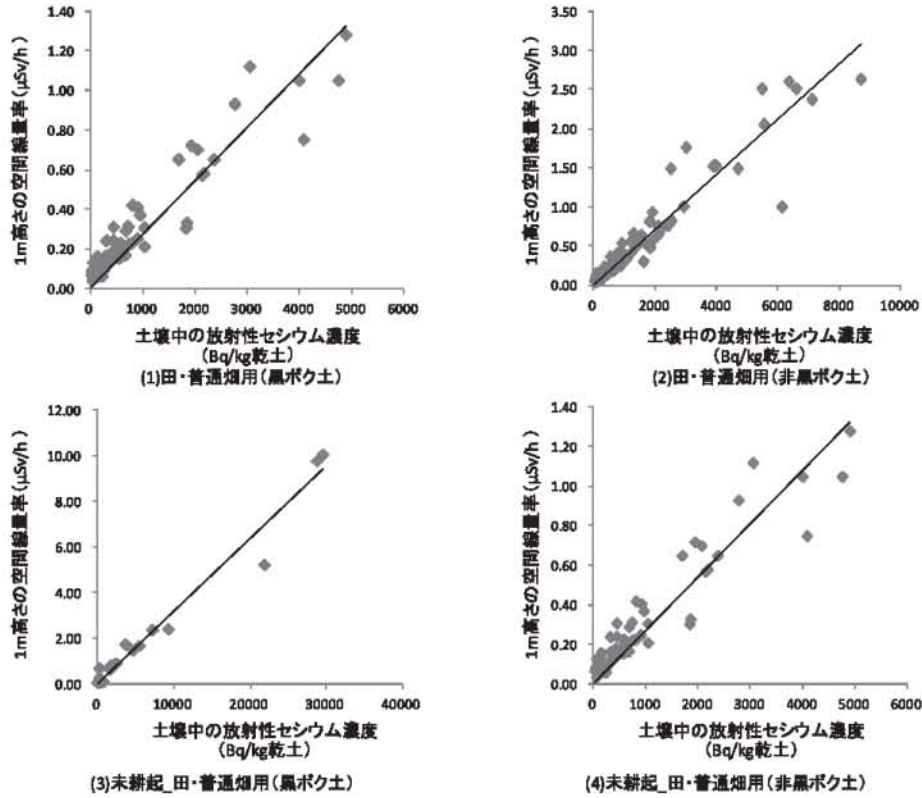 1.40
1.20
1.00
0.80
0.60
0.40
0.20
0.00
1m高さの空間線量率(μSv/h)
0 1000 2000 3000 4000 5000 6000
土壌中の放射性セシウム濃度
(Bq/kg乾土)
(1)田・普通畑用(黒ボク土)
3.50
3.00
2.50
2.00
1.50
1.00
0.50
0.00
1m高さの空間線量率(μSv/h)
0 2000 4000 6000 8000 10000
土壌中の放射性セシウム濃度
(Bq/kg乾土)
(2)田・普通畑用(非黒ボク土)
12.00
10.00
8.00
6.00
4.00
2.00
0.00
1m高さの空間線量率(μSv/h)
0 10000 20000 30000 40000
土壌中の放射性セシウム濃度
(Bq/kg乾土)
(3)未耕起_田・普通畑用(黒ボク土)
1.40
1.20
1.00
0.80
0.60
0.40
0.20
0.00
1m高さの空間線量率(μSv/h)
0 1000 2000 3000 4000 5000 6000
土壌中の放射性セシウム濃度
(Bq/kg乾土)
(4)未耕起_田・普通畑用(非黒ボク土)